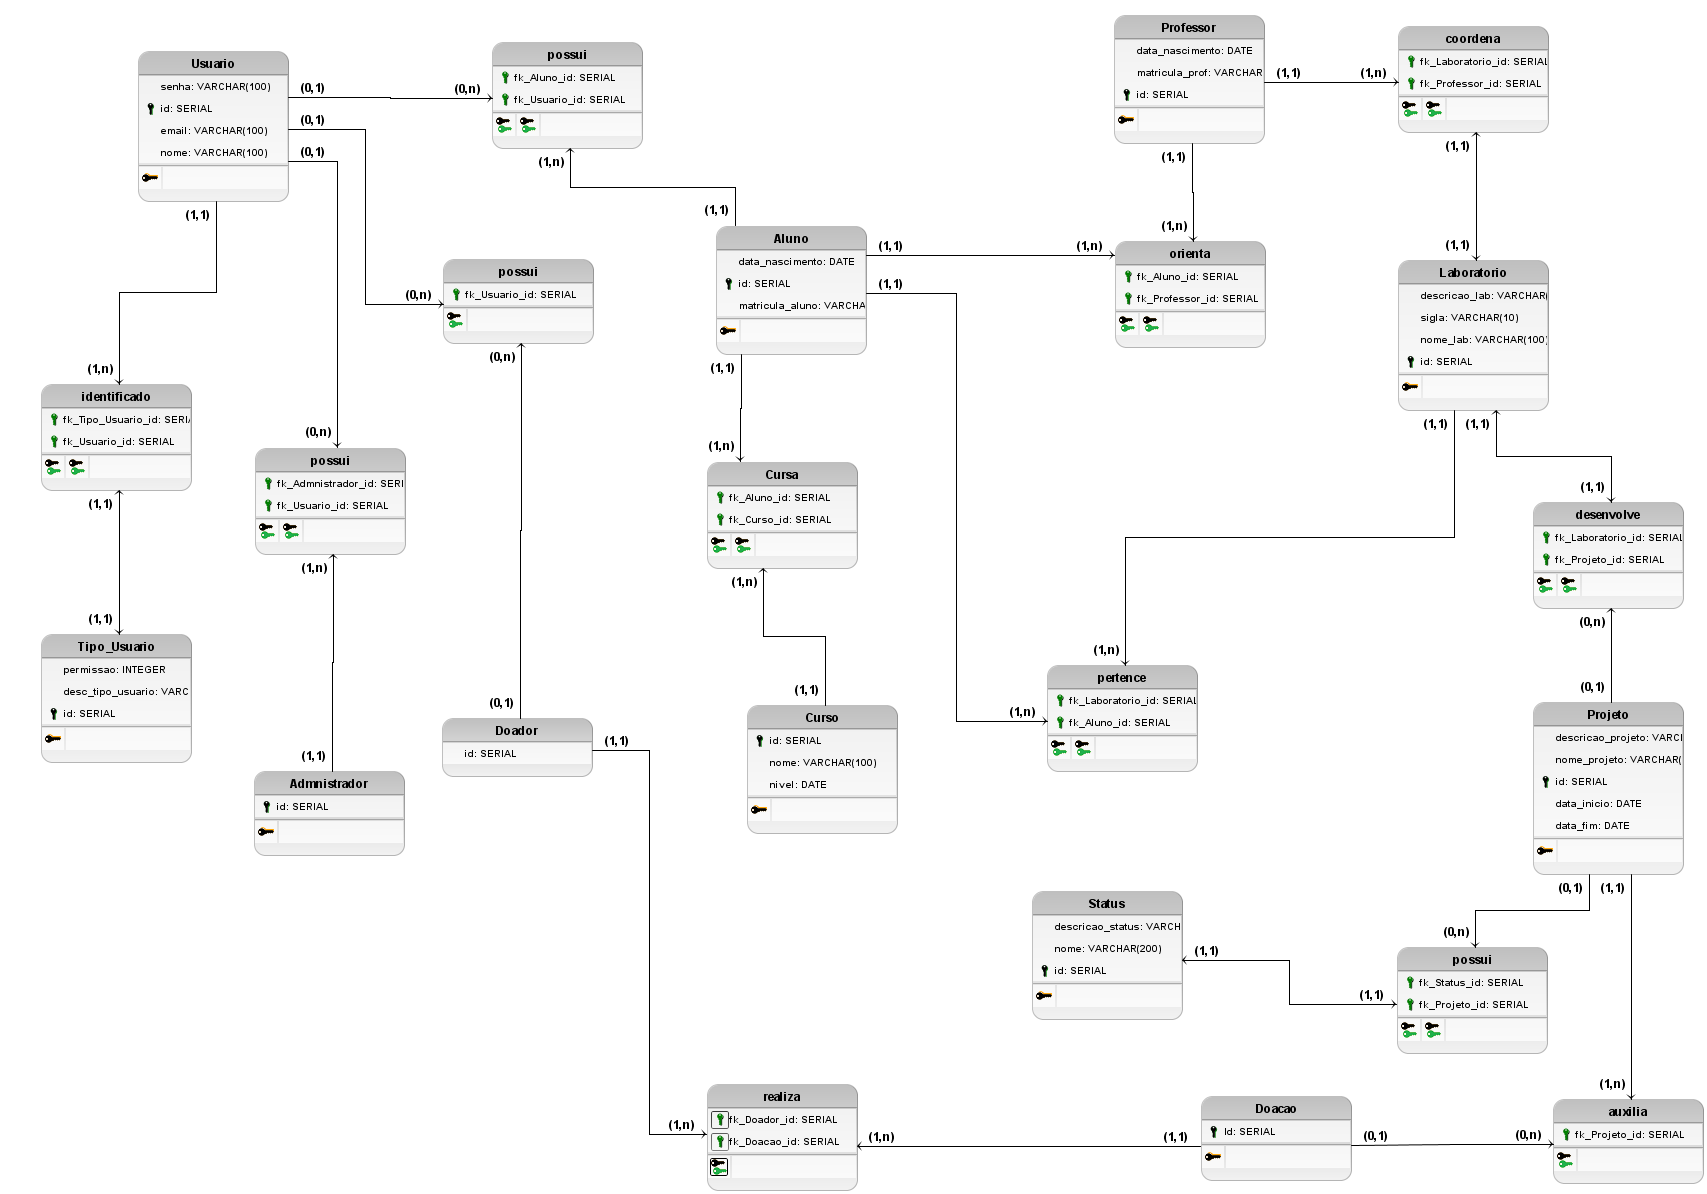 Usuario
senha: VARCHAR(100)
id: SERIAL
email: VARCHAR(100)
nome: VARCHAR(100)
(0,1)
(0,n)
(0,1)
(0,1)
(1,1)
possui
fk_Aluno_id: SERIAL
fk_Usuario_id: SERIAL
(1,n)
(1,1)
Professor
data_nascimento: DATE
matricula_prof: VARCHAR
id: SERIAL
(1,1)
(1,n)
(1,1)
(1,n)
coordena
fk_Laboratorio_id: SERIAL
fk_Professor_id: SERIAL
(1,1)
(1,1)
possui
fk_Usuario_id: SERIAL
(0,n)
(0,n)
Aluno
data_nascimento: DATE
id: SERIAL
matricula_aluno: VARCHA
(1,1)
(1,n)
(1,1)
(1,1)
(1,n)
orienta
fk_Aluno_id: SERIAL
fk_Professor_id: SERIAL
Laboratorio
descricao_lab: VARCHAR(
sigla: VARCHAR(10)
nome_lab: VARCHAR(100)
id: SERIAL
(1,1)
(1,1)
(1,n)
identificado
fk_Tipo_Usuario_id: SERIA
fk_Usuario_id: SERIAL
(1,1)
(1,1)
(0,n)
possui
fk_Admnistrador_id: SERI
fk_Usuario_id: SERIAL
(1,n)
(1,1)
Cursa
fk_Aluno_id: SERIAL
fk_Curso_id: SERIAL
(1,n)
(1,1)
(1,1)
desenvolve
fk_Laboratorio_id: SERIAL
fk_Projeto_id: SERIAL
(0,n)
(0,1)
Tipo_Usuario
permissao: INTEGER
desc_tipo_usuario: VARC
id: SERIAL
Admnistrador
id: SERIAL
(0,1)
Doador
id: SERIAL
(1,1)
(1,n)
Curso
id: SERIAL
nome: VARCHAR(100)
nivel: DATE
(1,n)
(1,n)
pertence
fk_Laboratorio_id: SERIAL
fk_Aluno_id: SERIAL
Projeto
descricao_projeto: VARCI
nome_projeto: VARCHAR(
id: SERIAL
data_inicio: DATE
data_fim: DATE
(0,1)
(1,1)
(0,n)
(1,n)
Status
descricao_status: VARCH
nome: VARCHAR(200)
id: SERIAL
(1,1)
(1,1)
possui
fk_Status_id: SERIAL
fk_Projeto_id: SERIAL
realiza
fk_Doador_id: SERIAL
fk_Doacao_id: SERIAL
(1,n)
(1,1)
Doacao
Id: SERIAL
(0,1)
(0,n)
auxilia
fk_Projeto_id: SERIAL